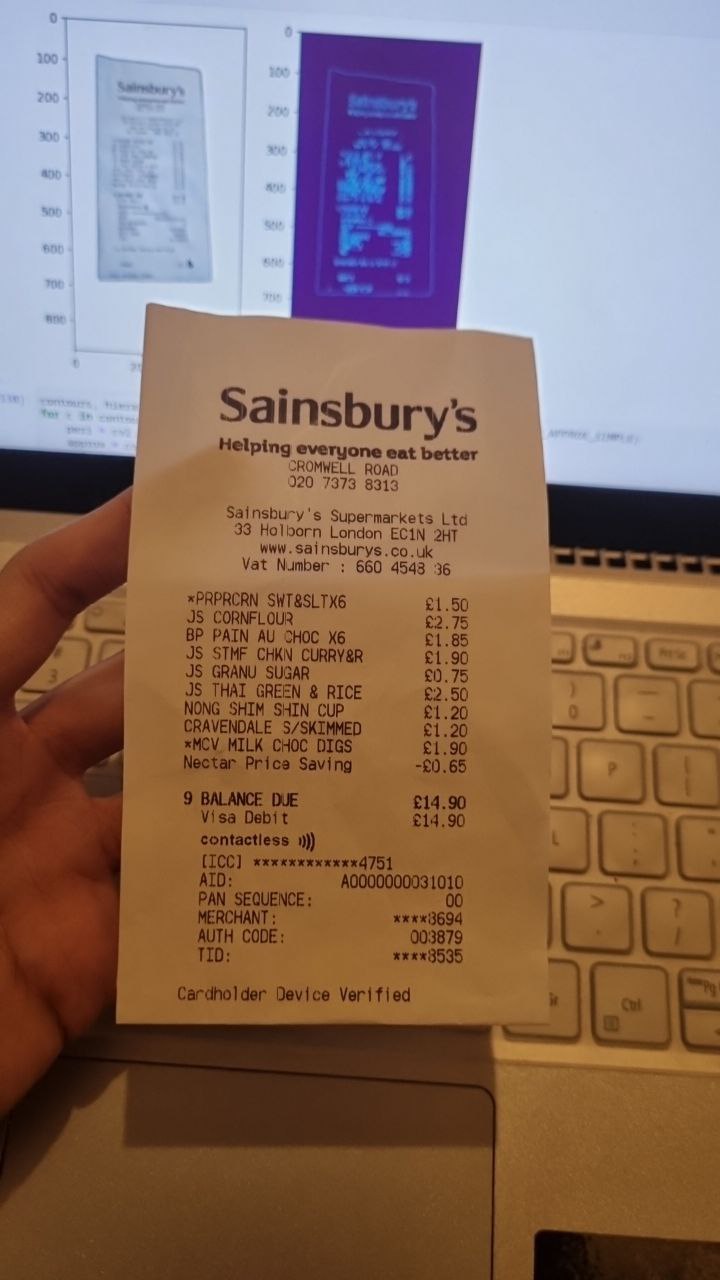 0
100
200
300
400
500
600
700
800
0
0
100
200
300
400
500
600
700
Sainsbury's
Sainsbury's
Helping everyone eat better
CROMWELL ROAD
020 7373 8313
Sainsbury's Supermarkets Ltd
33 Holborn London EC1N 2HT
www.sainsburys.co.uk
Vat Number : 660 4548 36
*PRPRCRN SWT&SLTX6 £1.50
JS CORNFLOUR £2.75
BP PAIN AU CHOC X6 £1.85
JS STMF CHKN CURRY&R £1.90
JS GRANU SUGAR £0.75
JS THAI GREEN & RICE £2.50
NONG SHIM SHIN CUP £1.20
CRAVENDALE S/SKIMMED £1.20
*MCV MILK CHOC DIGS £1.90
Nectar Price Saving -£0.65
9 BALANCE DUE £14.90
Visa Debit £14.90
contactless
[ICC] ************4751
AID: A0000000031010
PAN SEQUENCE: 00
MERCHANT: ****8694
AUTH CODE: 003879
TID: ****8535
Cardholder Device Verified
3
)
0
P
L
>
.
?
/
Ctrl